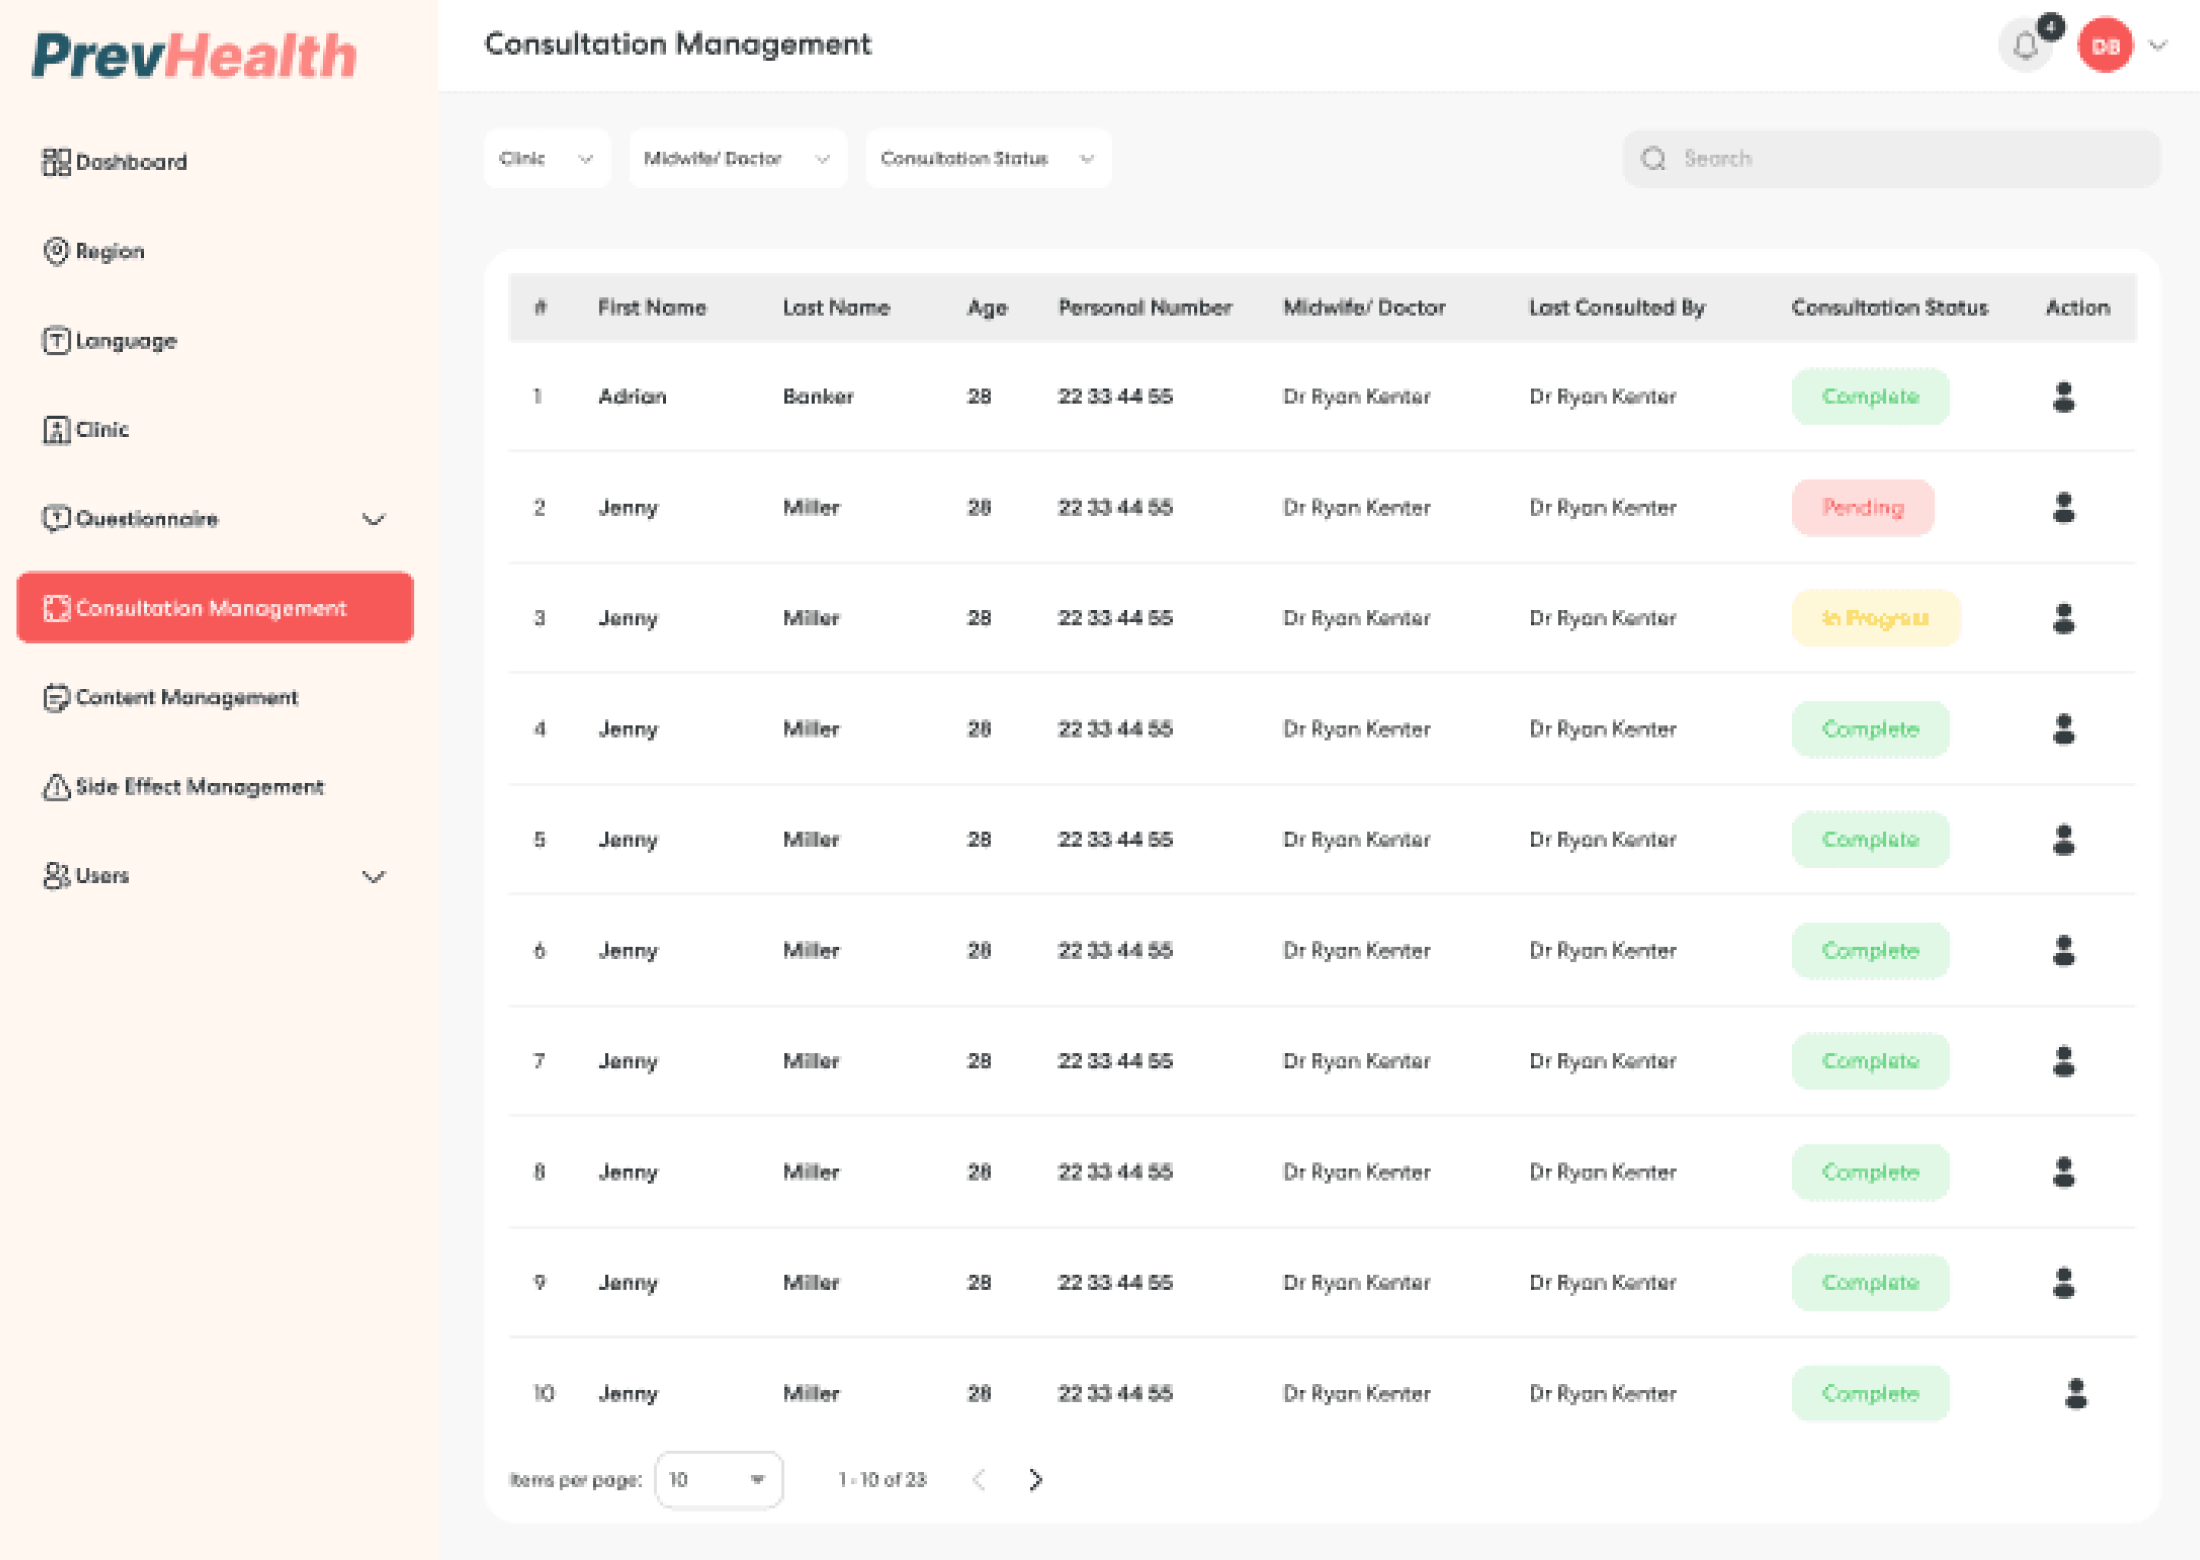 PrevHealth
Consultation Management
4
DB
Dashboard
Region
Language
Clinic
Questionnaire
Consultation Management
Content Management
Side Effect Management
Users
Clinic
Midwife/ Doctor
Consultation Status
Search
# First Name Last Name Age Personal Number Midwife/ Doctor Last Consulted By Consultation Status Action
1 Adrian Banker 28 22 33 44 55 Dr Ryan Kenter Dr Ryan Kenter Complete
2 Jenny Miller 28 22 33 44 55 Dr Ryan Kenter Dr Ryan Kenter Pending
3 Jenny Miller 28 22 33 44 55 Dr Ryan Kenter Dr Ryan Kenter In Progress
4 Jenny Miller 28 22 33 44 55 Dr Ryan Kenter Dr Ryan Kenter Complete
5 Jenny Miller 28 22 33 44 55 Dr Ryan Kenter Dr Ryan Kenter Complete
6 Jenny Miller 28 22 33 44 55 Dr Ryan Kenter Dr Ryan Kenter Complete
7 Jenny Miller 28 22 33 44 55 Dr Ryan Kenter Dr Ryan Kenter Complete
8 Jenny Miller 28 22 33 44 55 Dr Ryan Kenter Dr Ryan Kenter Complete
9 Jenny Miller 28 22 33 44 55 Dr Ryan Kenter Dr Ryan Kenter Complete
10 Jenny Miller 28 22 33 44 55 Dr Ryan Kenter Dr Ryan Kenter Complete
Items per page: 10 1 - 10 of 23